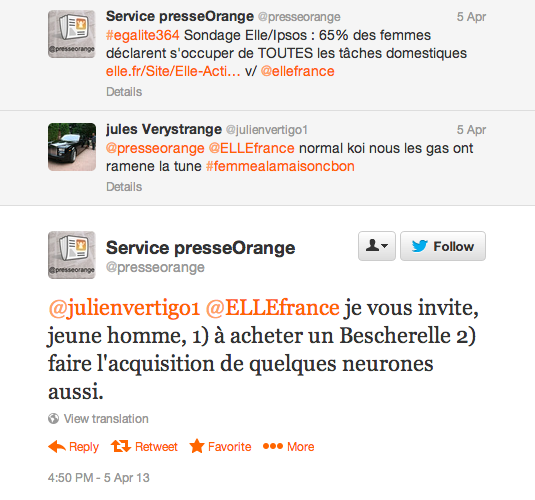 Service presseOrange @presseorange 5 Apr
#egalite364 Sondage Elle/Ipsos : 65% des femmes
déclarent s'occuper de TOUTES les tâches domestiques
elle.fr/Site/Elle-Acti... v/ @ellefrance
@presseorange
Details
jules Verystrange @julienvertigo1 5 Apr
@presseorange @ELLEfrance normal koi nous les gas ont
ramene la tune #femmealamaisoncbon
Details
Service presseOrange
@presseorange
@presseorange
Follow
@julienvertigo1 @ELLEfrance je vous invite,
jeune homme, 1) à acheter un Bescherelle 2)
faire l'acquisition de quelques neurones
aussi.
View translation
Reply Retweet Favorite More
4:50 PM - 5 Apr 13